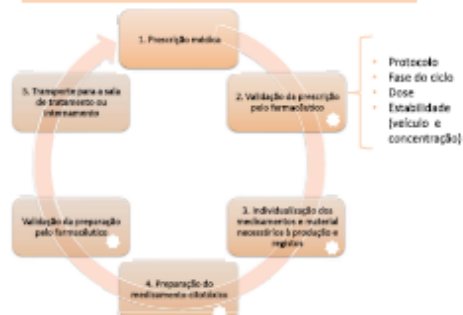 1. Prescrição médica
2. Validação da prescrição
pelo farmacêutico
Protocolo
Fase do ciclo
Dose
Estabilidade
(veículo e
concentração)
3. Individualização dos
medicamentos e material
necessários à produção e
registos
4. Preparação do
medicamento citotóxico
Validação da preparação
pelo farmacêutico
5. Transporte para a sala
de tratamento ou
internamento